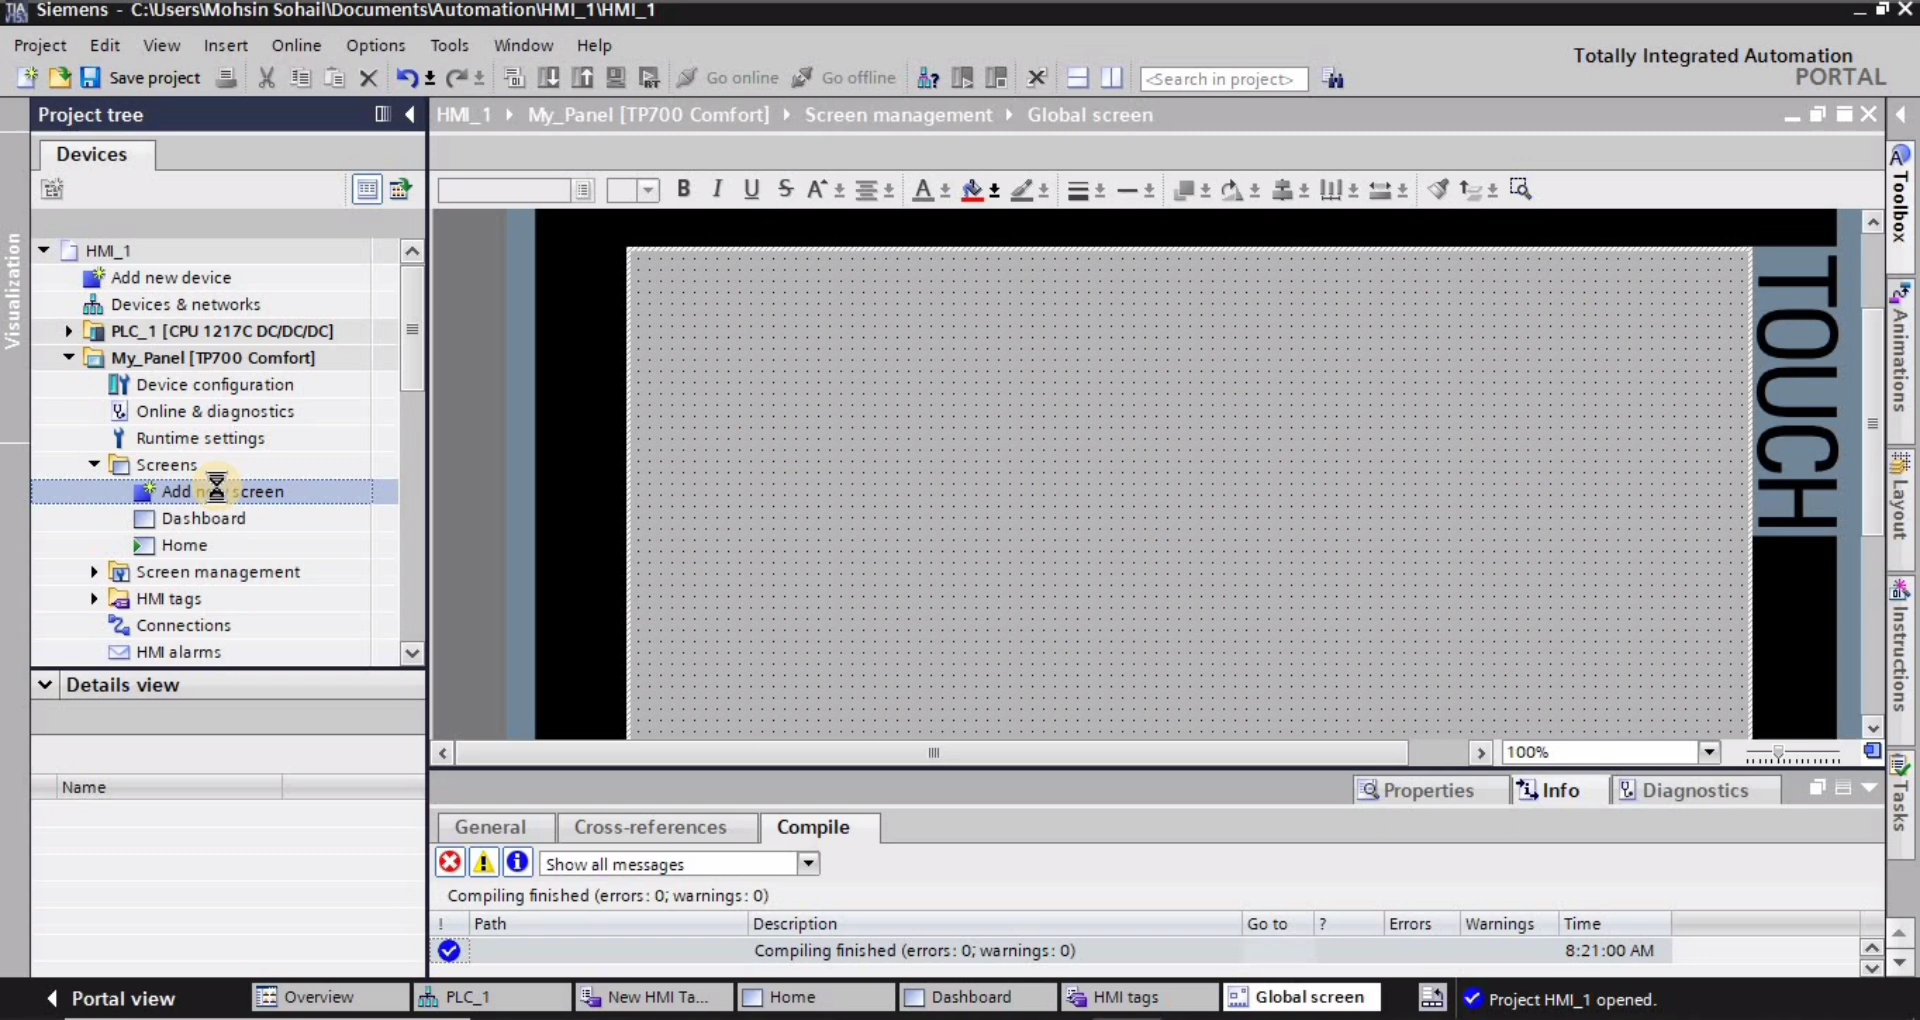 Siemens - C:\Users\Mohsin Sohail\Documents\Automation\HMI_1\HMI_1
Project Edit View Insert Online Options Tools Window Help
Totally Integrated Automation
PORTAL
Save project
Go online
Go offline
<Search in project>
Project tree
HMI_1 My_Panel [TP700 Comfort] Screen management Global screen
Devices
Visualization
HMI_1
Add new device
Devices & networks
PLC_1 [CPU 1217C DC/DC/DC]
My_Panel [TP700 Comfort]
Device configuration
Online & diagnostics
Runtime settings
Screens
Add new screen
Dashboard
Home
Screen management
HMI tags
Connections
HMI alarms
B I U S
TOUCH
Toolbox
Animations
Layout
Instructions
Tasks
100%
Details view
Name
Properties Info Diagnostics
General Cross-references Compile
Show all messages
Compiling finished (errors: 0; warnings: 0)
! Path Description Go to ? Errors Warnings Time
Compiling finished (errors: 0; warnings: 0) 8:21:00 AM
Portal view Overview PLC_1 New HMI Ta... Home Dashboard HMI tags Global screen Project HMI_1 opened.